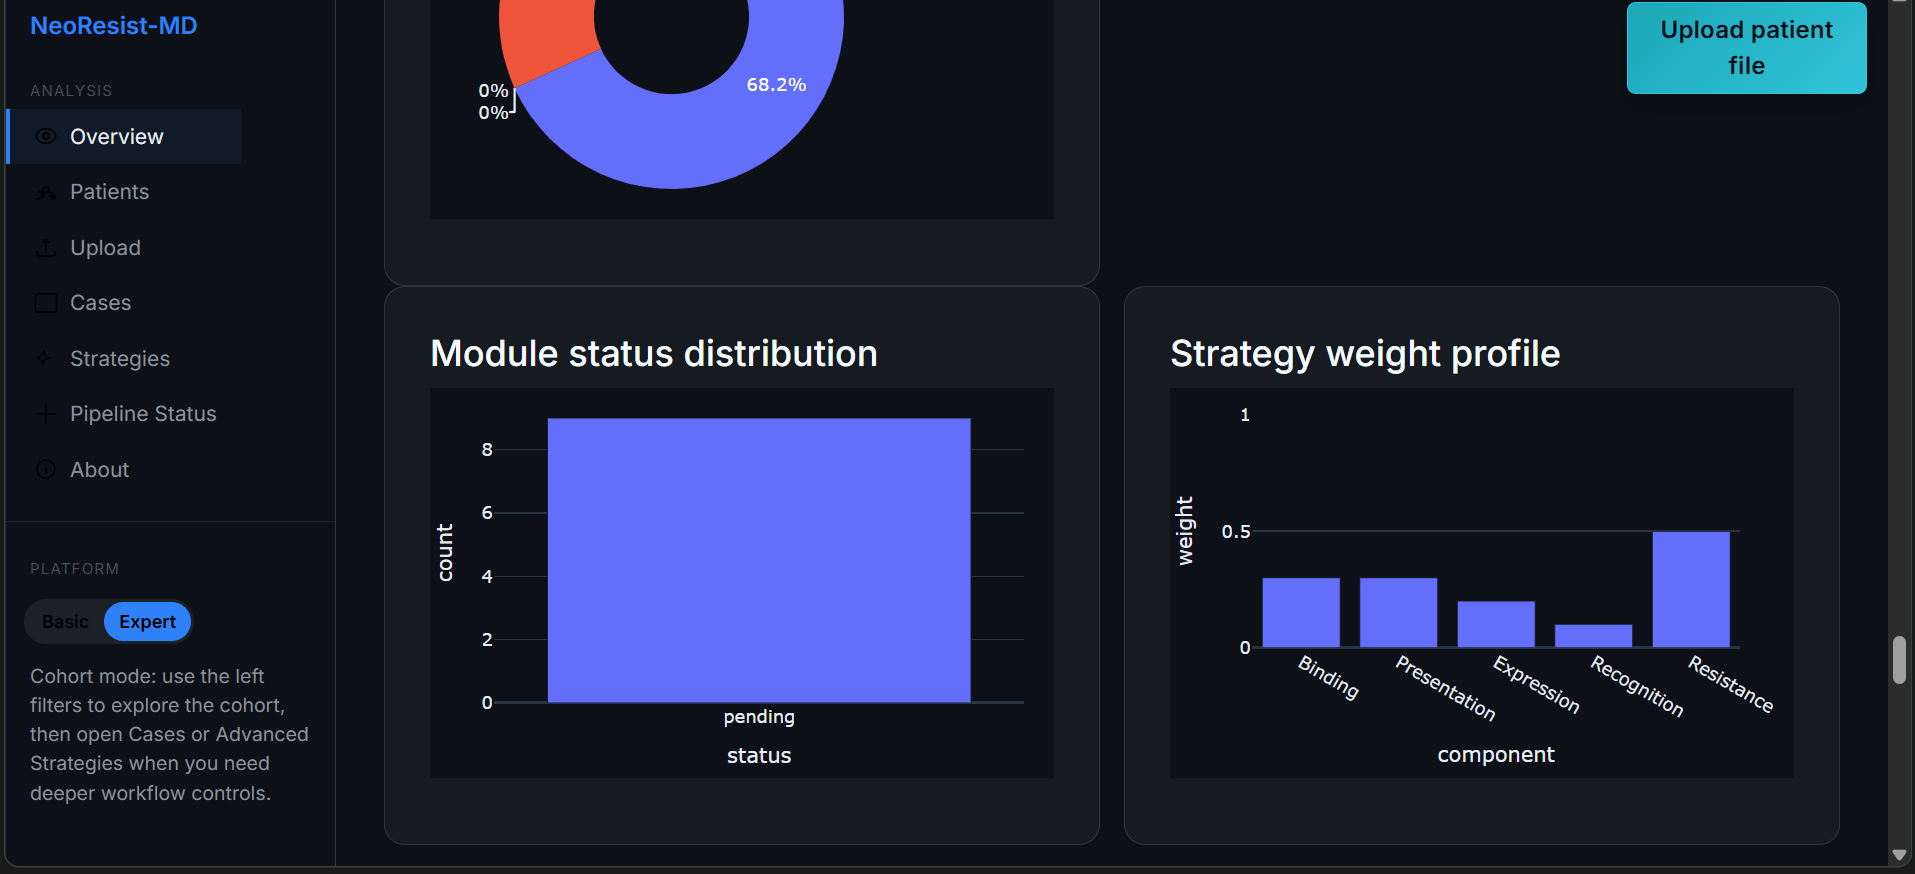 NeoResist-MD
ANALYSIS
Overview
Patients
Upload
Cases
Strategies
Pipeline Status
About
PLATFORM
Basic
Expert
Cohort mode: use the left
filters to explore the cohort,
then open Cases or Advanced
Strategies when you need
deeper workflow controls.
Upload patient
file
68.2%
0%
0%
Module status distribution
8
6
4
2
0
count
pending
status
Strategy weight profile
1
0.5
0
weight
Binding
Presentation
Expression
Recognition
Resistance
component